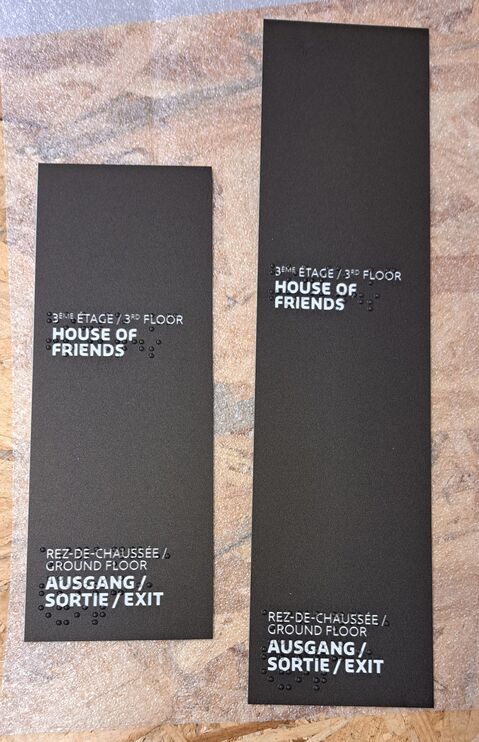 3ÈME ÉTAGE / 3RD FLOOR
HOUSE OF
FRIENDS
REZ-DE-CHAUSSÉE /
GROUND FLOOR
AUSGANG /
SORTIE / EXIT
3ÈME ÉTAGE / 3RD FLOOR
HOUSE OF
FRIENDS
REZ-DE-CHAUSSÉE /
GROUND FLOOR
AUSGANG /
SORTIE / EXIT